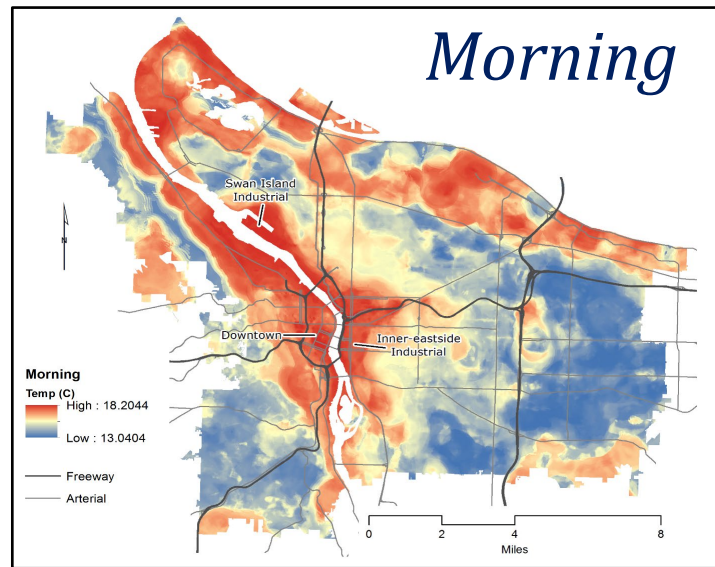 Morning
Swan Island
Industrial
Downtown
Inner-eastside
Industrial
N
Morning
Temp (C)
High : 18.2044
Low : 13.0404
Freeway
Arterial
0 2 4 8
Miles